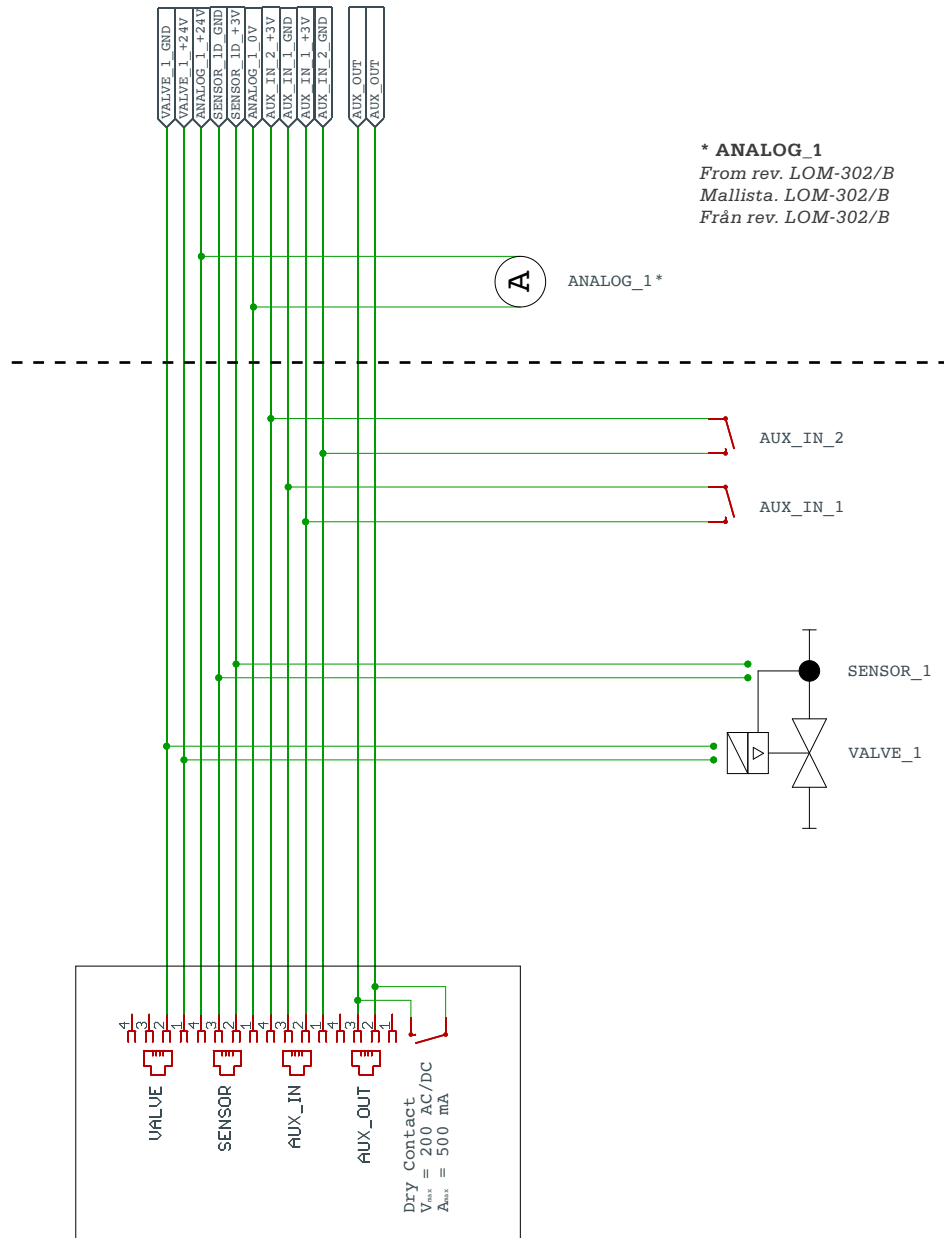 VALVE_1_GND
VALVE_1_+24V
ANALOG_1_+24V
SENSOR_1D_GND
SENSOR_1D_+3V
ANALOG_1_0V
AUX_IN_2_+3V
AUX_IN_1_GND
AUX_IN_1_+3V
AUX_IN_2_GND
AUX_OUT
AUX_OUT
* ANALOG_1
From rev. LOM-302/B
Mallista. LOM-302/B
Från rev. LOM-302/B
A
ANALOG_1*
AUX_IN_2
AUX_IN_1
SENSOR_1
VALVE_1
4 3 2 1
4 3 2 1
4 3 2 1
4 3 2 1
VALVE
SENSOR
AUX_IN
AUX_OUT
Dry Contact
Vmax = 200 AC/DC
Amax = 500 mA